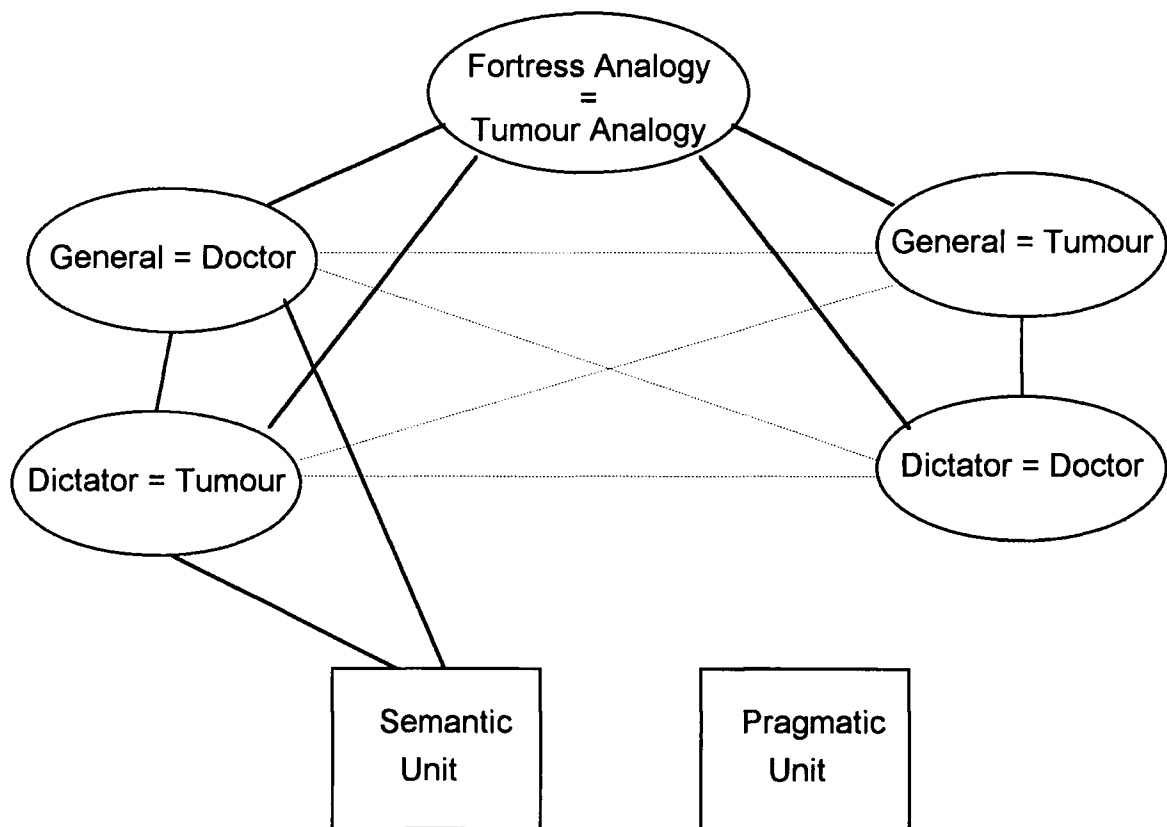 Fortress Analogy
=
Tumour Analogy
General = Doctor
General = Tumour
Dictator = Tumour
Dictator = Doctor
Semantic
Unit
Pragmatic
Unit